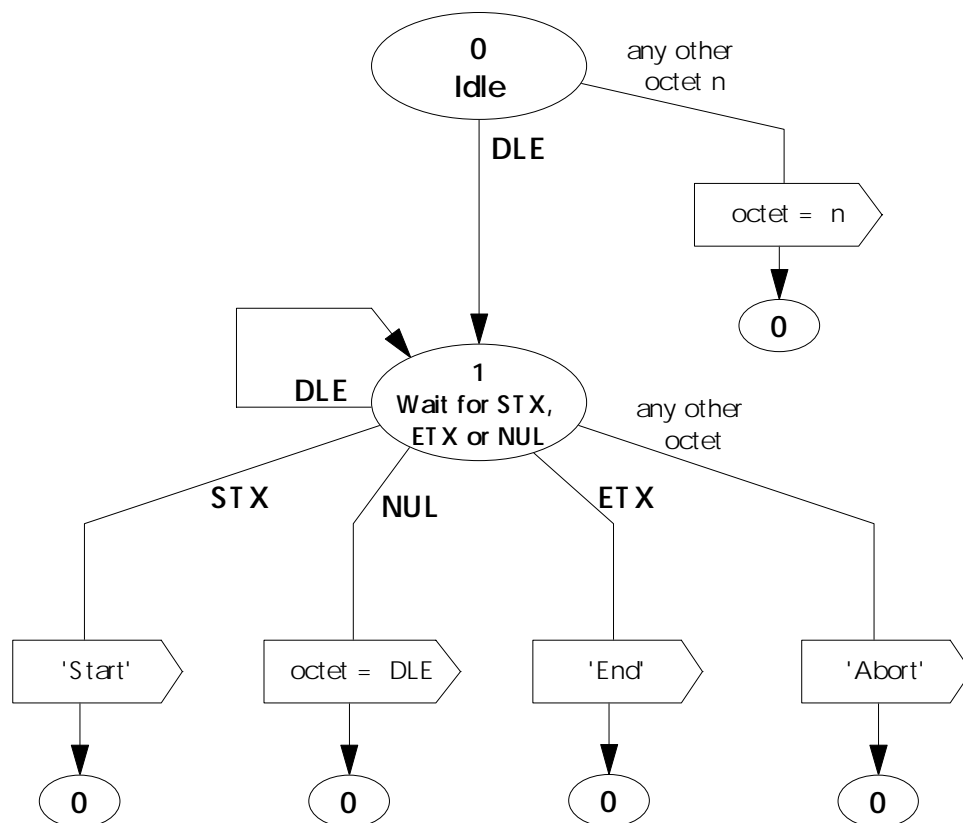 0
Idle
any other
octet n
DLE
octet = n
0
1
Wait for STX,
ETX or NUL
DLE
any other
octet
STX
NUL
ETX
'Start'
octet = DLE
'End'
'Abort'
0
0
0
0